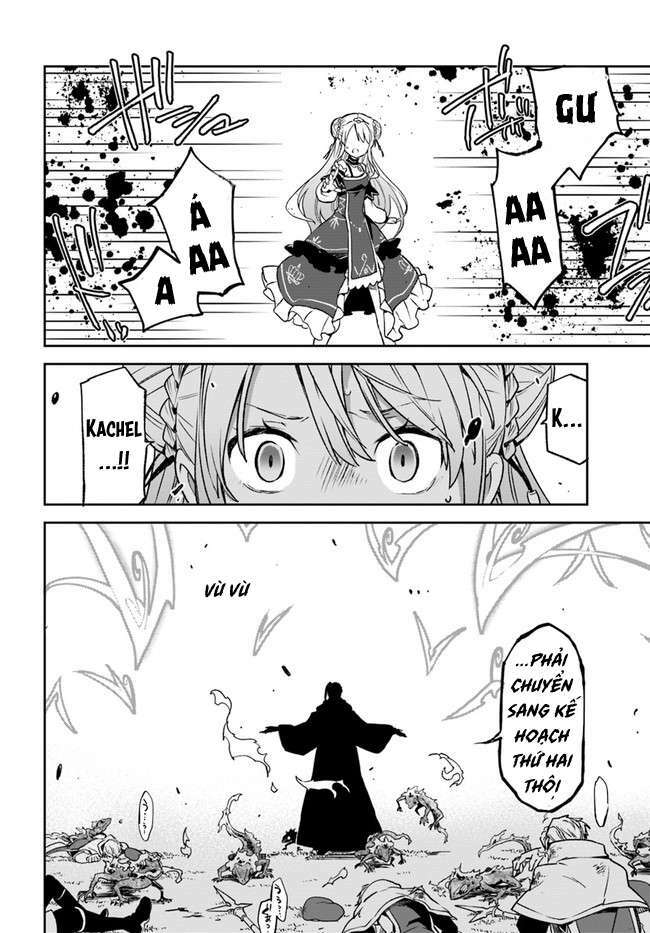 GƯ
AA
AA
Á
AA
A
K...
KACHEL
...!!
VÙ VÙ
...PHẢI
CHUYỂN
SANG KẾ
HOẠCH
THỨ HAI
THÔI